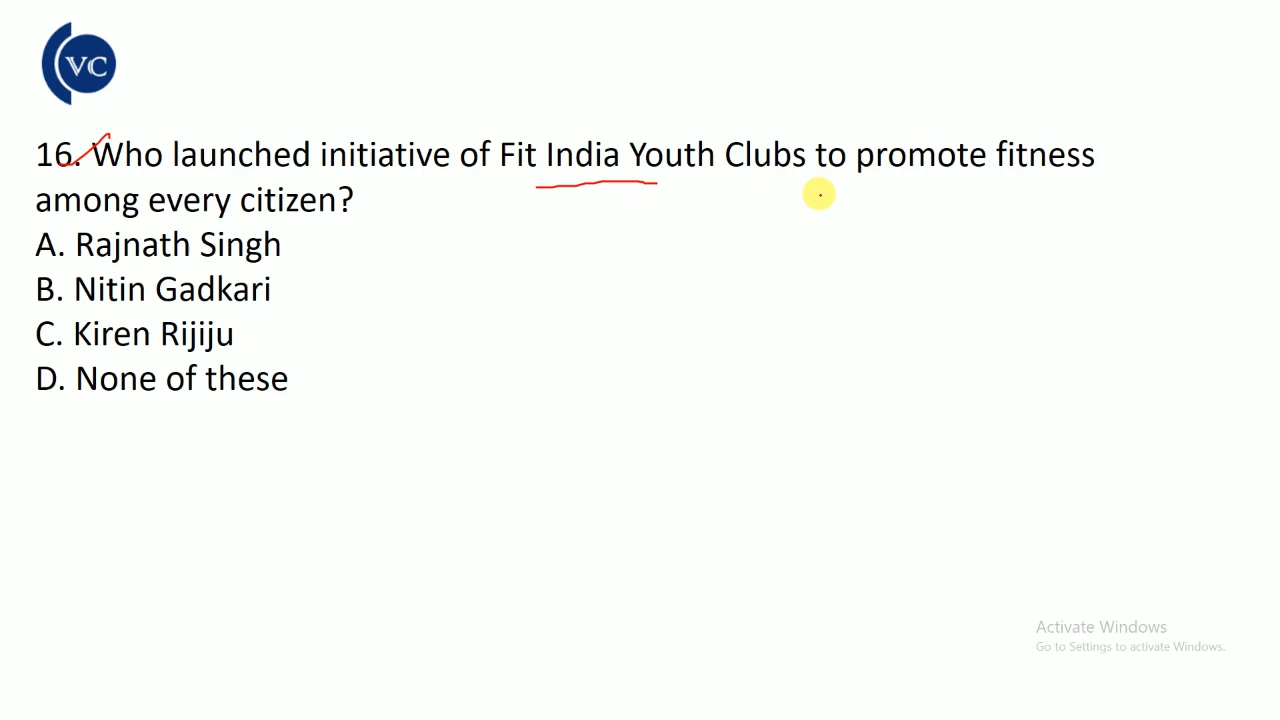 VC
16. Who launched initiative of Fit India Youth Clubs to promote fitness
among every citizen?
A. Rajnath Singh
B. Nitin Gadkari
C. Kiren Rijiju
D. None of these
Activate Windows
Go to Settings to activate Windows.